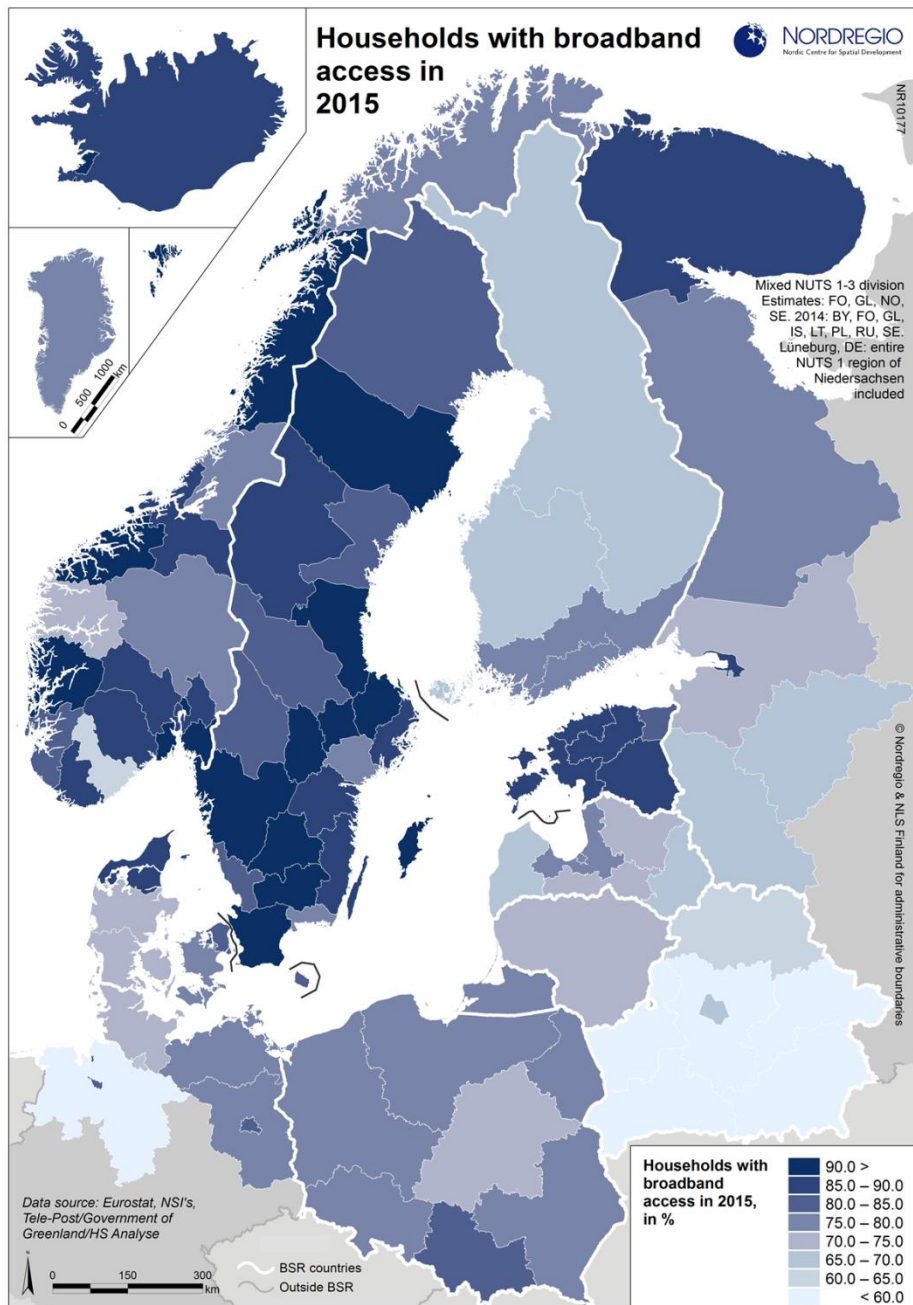 Households with broadband
access in
2015
NORDREGIO
Nordic Centre for Spatial Development
NR10177
Mixed NUTS 1-3 division
Estimates: FO, GL, NO,
SE. 2014: BY, FO, GL,
IS, LT, PL, RU, SE.
Lüneburg, DE: entire
NUTS 1 region of
Niedersachsen
included
0 500 1000
km
© Nordregio & NLS Finland for administrative boundaries
Data source: Eurostat, NSI's,
Tele-Post/Government of
Greenland/HS Analyse
0 150 300
km
BSR countries
Outside BSR
Households with
broadband
access in 2015,
in %
90.0 >
85.0 – 90.0
80.0 – 85.0
75.0 – 80.0
70.0 – 75.0
65.0 – 70.0
60.0 – 65.0
< 60.0